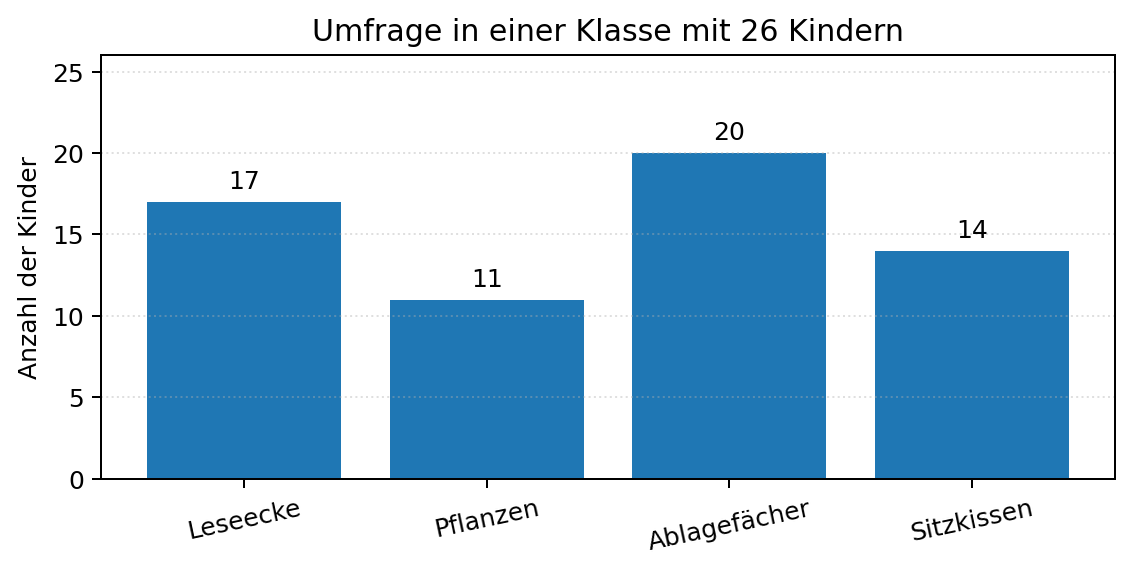 Umfrage in einer Klasse mit 26 Kindern
Anzahl der Kinder
25
20
15
10
5
0
17
11
20
14
Leseecke
Pflanzen
Ablagefächer
Sitzkissen